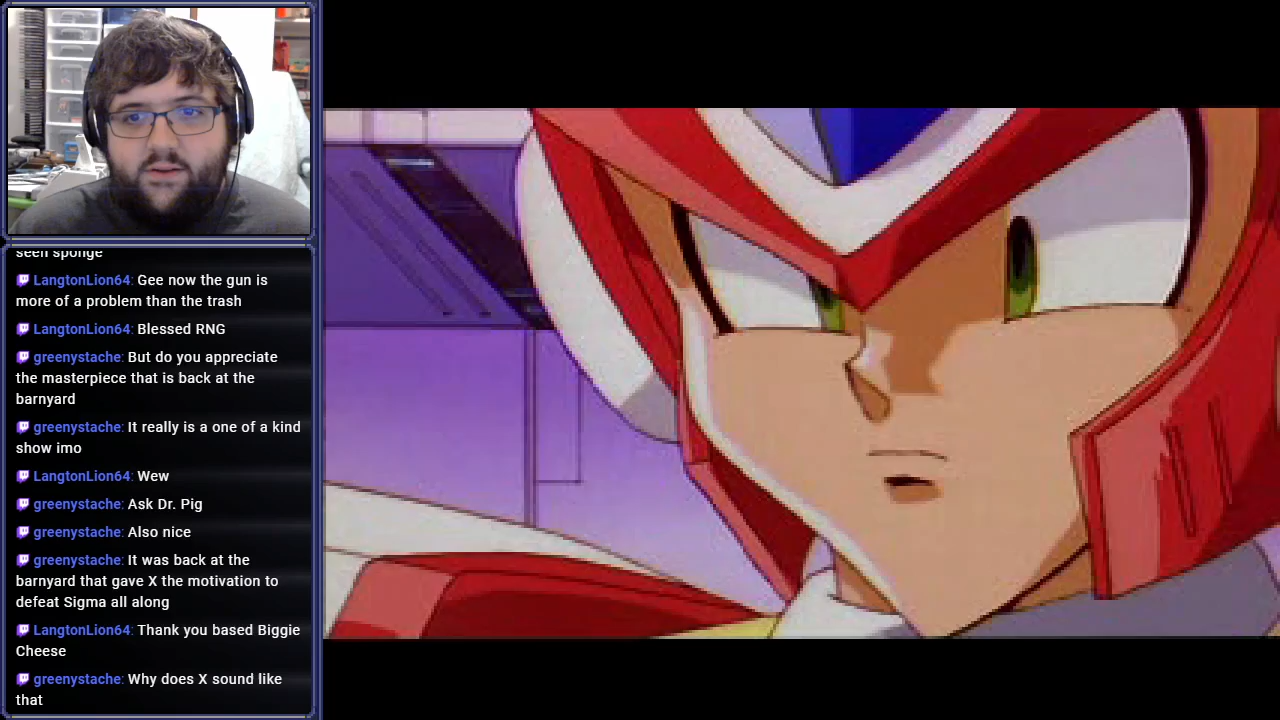 seen sponge
LangtonLion64: Gee now the gun is
more of a problem than the trash
LangtonLion64: Blessed RNG
greenystache: But do you appreciate
the masterpiece that is back at the
barnyard
greenystache: It really is a one of a kind
show imo
LangtonLion64: Wew
greenystache: Ask Dr. Pig
greenystache: Also nice
greenystache: It was back at the
barnyard that gave X the motivation to
defeat Sigma all along
LangtonLion64: Thank you based Biggie
Cheese
greenystache: Why does X sound like
that